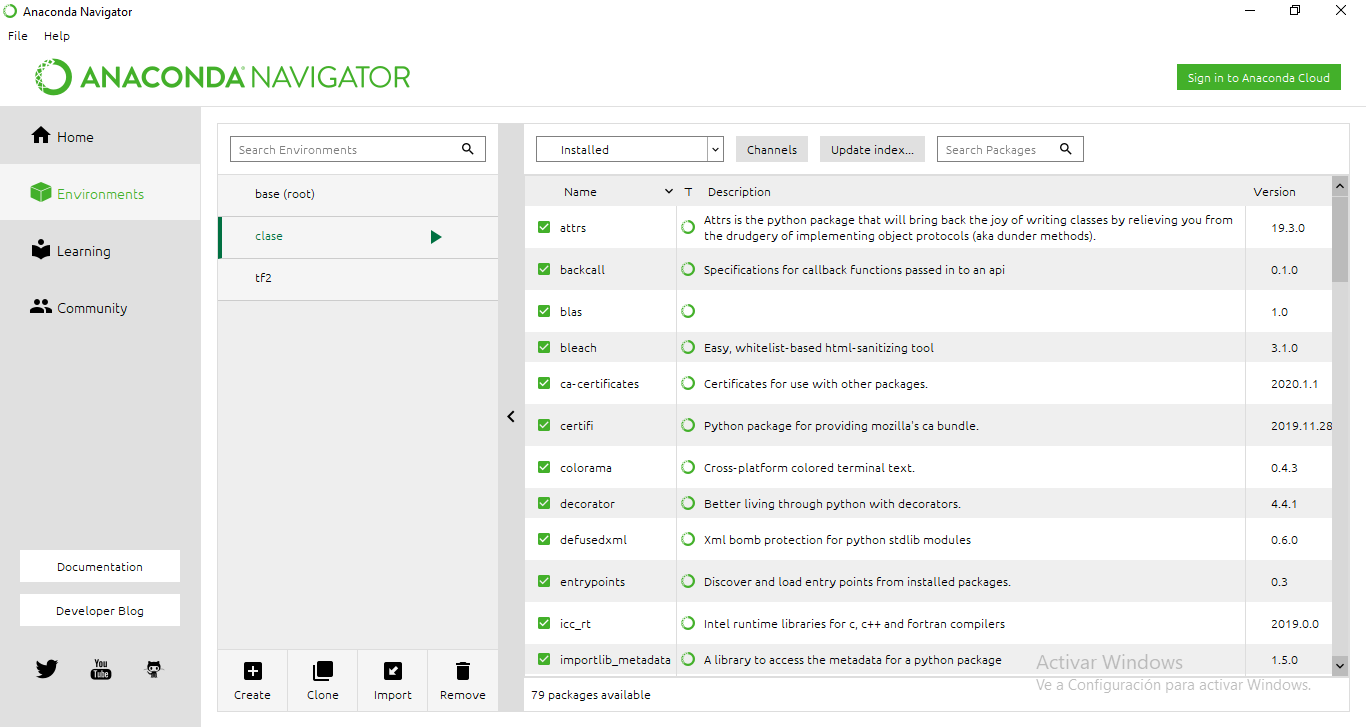 Anaconda Navigator
File Help
ANACONDA NAVIGATOR
Sign in to Anaconda Cloud
Home
Environments
Learning
Community
Documentation
Developer Blog
You Tube
Search Environments
base (root)
clase
tf2
Create Clone Import Remove
Installed Channels Update index... Search Packages
Name T Description Version
attrs Attrs is the python package that will bring back the joy of writing classes by relieving you from 19.3.0
the drudgery of implementing object protocols (aka dunder methods).
backcall Specifications for callback functions passed in to an api 0.1.0
blas 1.0
bleach Easy, whitelist-based html-sanitizing tool 3.1.0
ca-certificates Certificates for use with other packages. 2020.1.1
certifi Python package for providing mozilla's ca bundle. 2019.11.28
colorama Cross-platform colored terminal text. 0.4.3
decorator Better living through python with decorators. 4.4.1
defusedxml Xml bomb protection for python stdlib modules 0.6.0
entrypoints Discover and load entry points from installed packages. 0.3
icc_rt Intel runtime libraries for c, c++ and fortran compilers 2019.0.0
importlib_metadata A library to access the metadata for a python package 1.5.0
79 packages available
Activar Windows
Ve a Configuración para activar Windows.